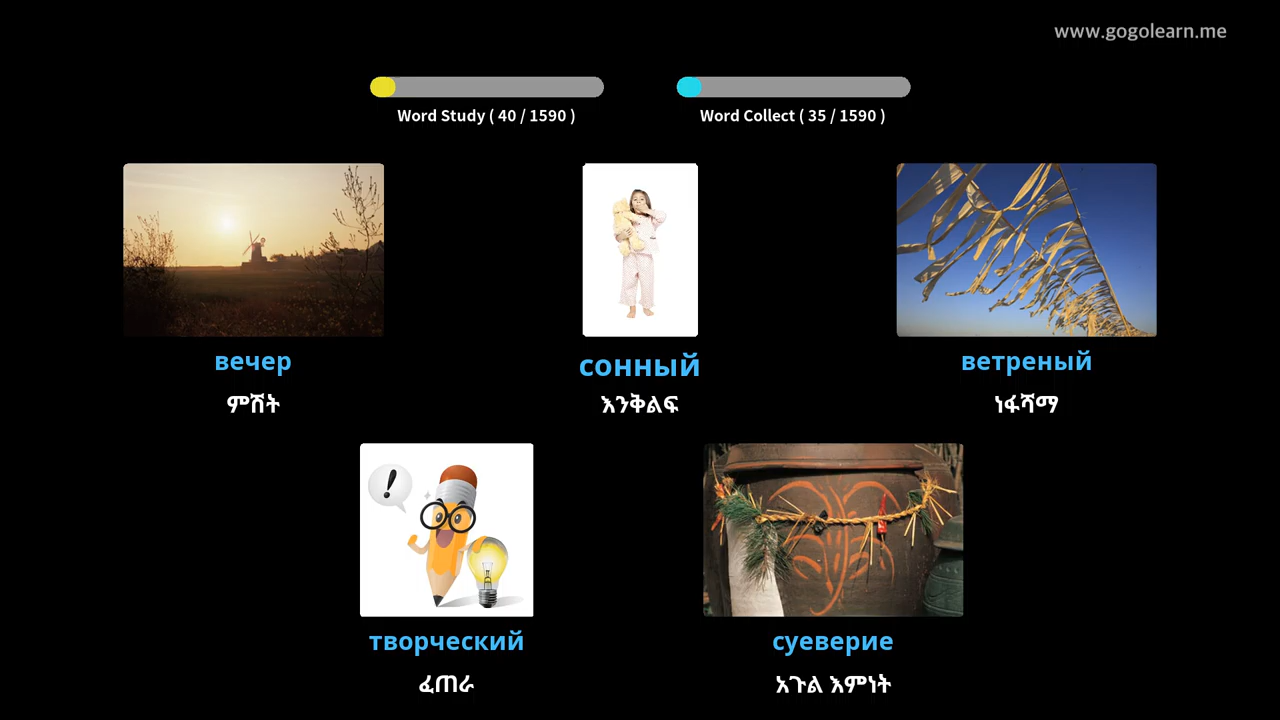 www.gogolearn.me
Word Study ( 40 / 1590 )
Word Collect ( 35 / 1590 )
вечер
сонный
ветреный
ምሽት
እንቅልፍ
ነፋሻማ
!
творческий
суеверие
ፈጠራ
አጉል እምነት